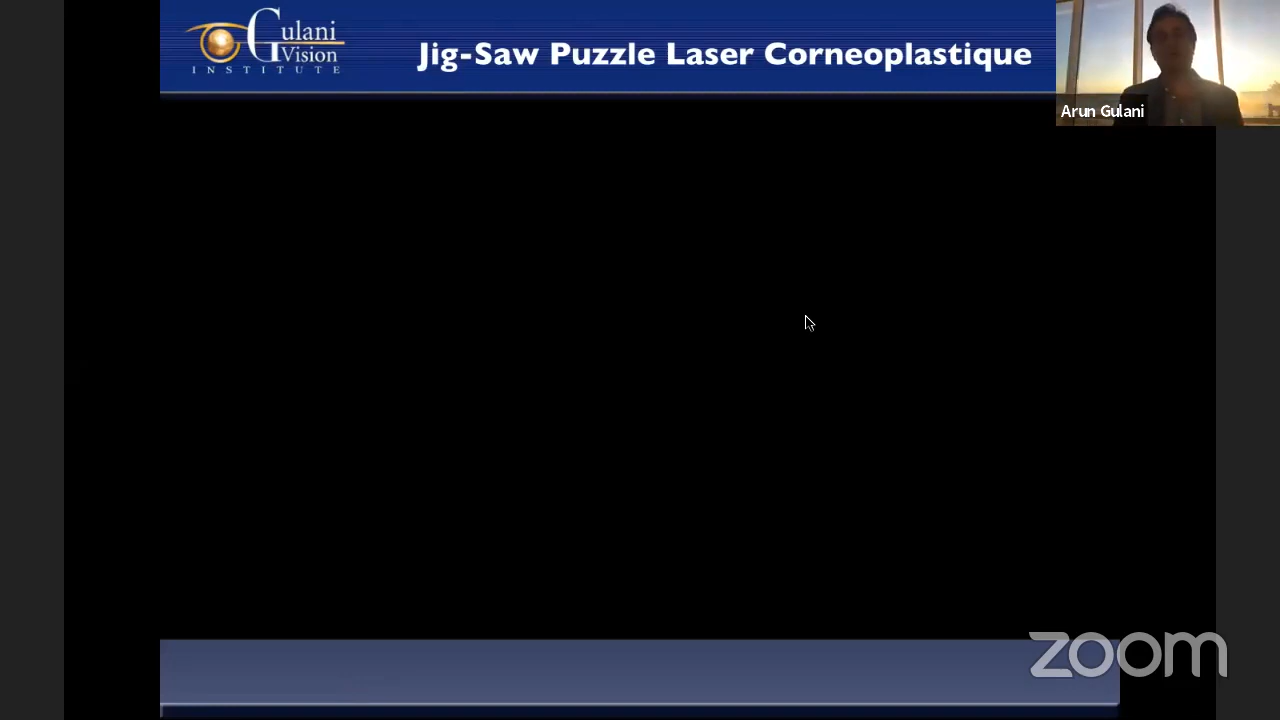 Gulani
Vision
INSTITUTE
Jig-Saw Puzzle Laser Corneoplastique
Arun Gulani
zoom